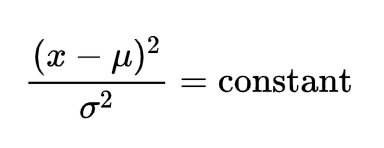 (x − μ)² / σ² = constant